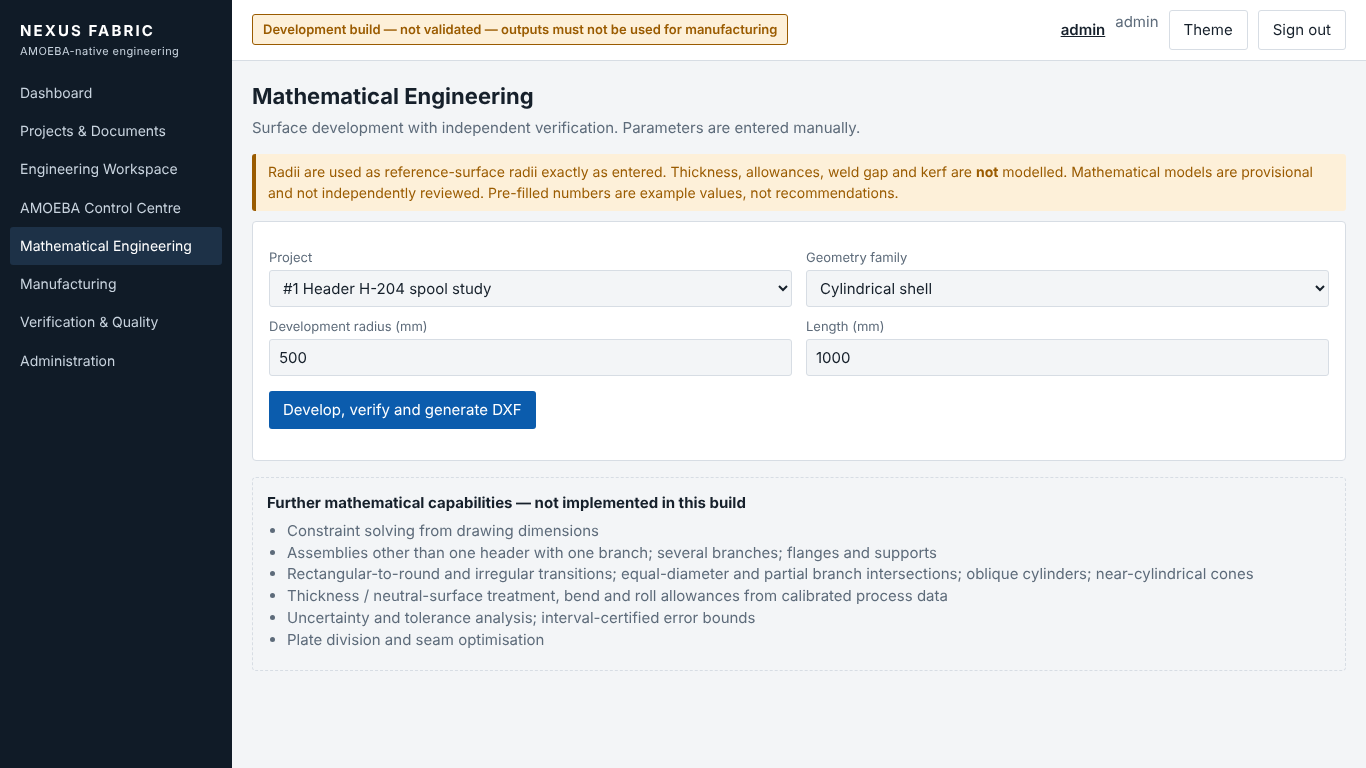 NEXUS FABRIC
AMOEBA-native engineering
Dashboard
Projects & Documents
Engineering Workspace
AMOEBA Control Centre
Mathematical Engineering
Manufacturing
Verification & Quality
Administration
Development build — not validated — outputs must not be used for manufacturing
admin admin Theme Sign out
Mathematical Engineering
Surface development with independent verification. Parameters are entered manually.
Radii are used as reference-surface radii exactly as entered. Thickness, allowances, weld gap and kerf are not modelled. Mathematical models are provisional
and not independently reviewed. Pre-filled numbers are example values, not recommendations.
Project
#1 Header H-204 spool study
Geometry family
Cylindrical shell
Development radius (mm)
500
Length (mm)
1000
Develop, verify and generate DXF
Further mathematical capabilities — not implemented in this build
• Constraint solving from drawing dimensions
• Assemblies other than one header with one branch; several branches; flanges and supports
• Rectangular-to-round and irregular transitions; equal-diameter and partial branch intersections; oblique cylinders; near-cylindrical cones
• Thickness / neutral-surface treatment, bend and roll allowances from calibrated process data
• Uncertainty and tolerance analysis; interval-certified error bounds
• Plate division and seam optimisation